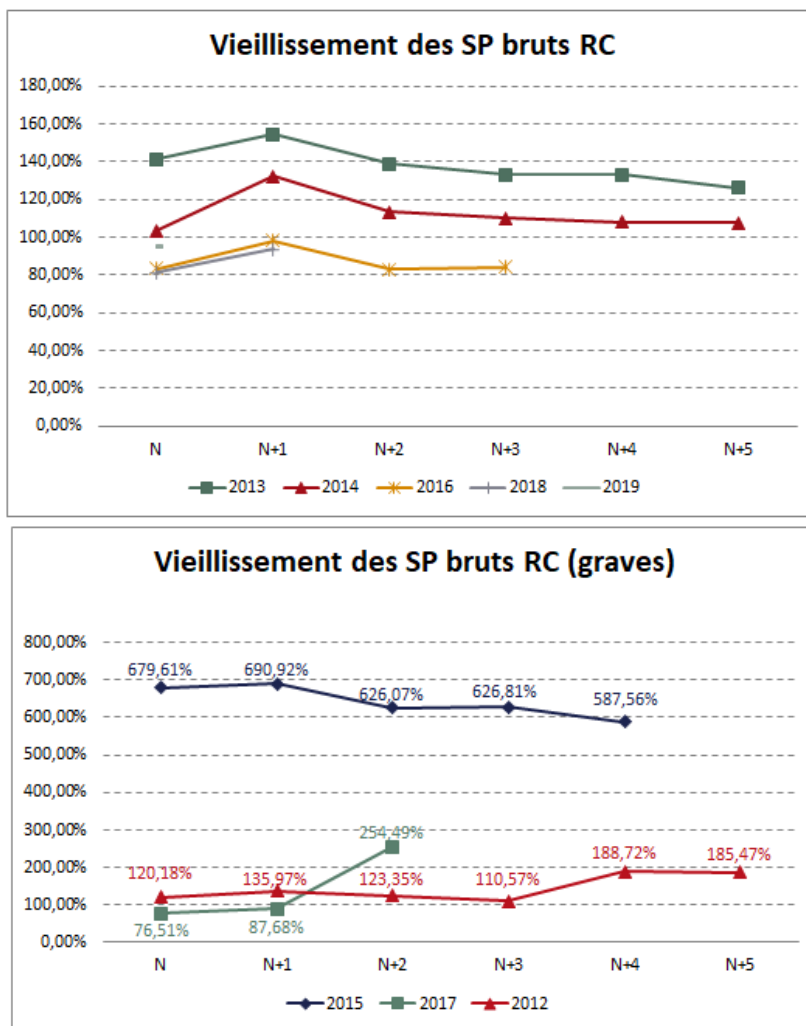 Vieillissement des SP bruts RC
180,00%
160,00%
140,00%
120,00%
100,00%
80,00%
60,00%
40,00%
20,00%
0,00%
N N+1 N+2 N+3 N+4 N+5
2013 2014 2016 2018 2019
Vieillissement des SP bruts RC (graves)
800,00%
700,00%
600,00%
500,00%
400,00%
300,00%
200,00%
100,00%
0,00%
679,61% 690,92% 626,07% 626,81% 587,56%
254,49%
120,18% 135,97% 123,35% 110,57% 188,72% 185,47%
76,51% 87,68%
N N+1 N+2 N+3 N+4 N+5
2015 2017 2012